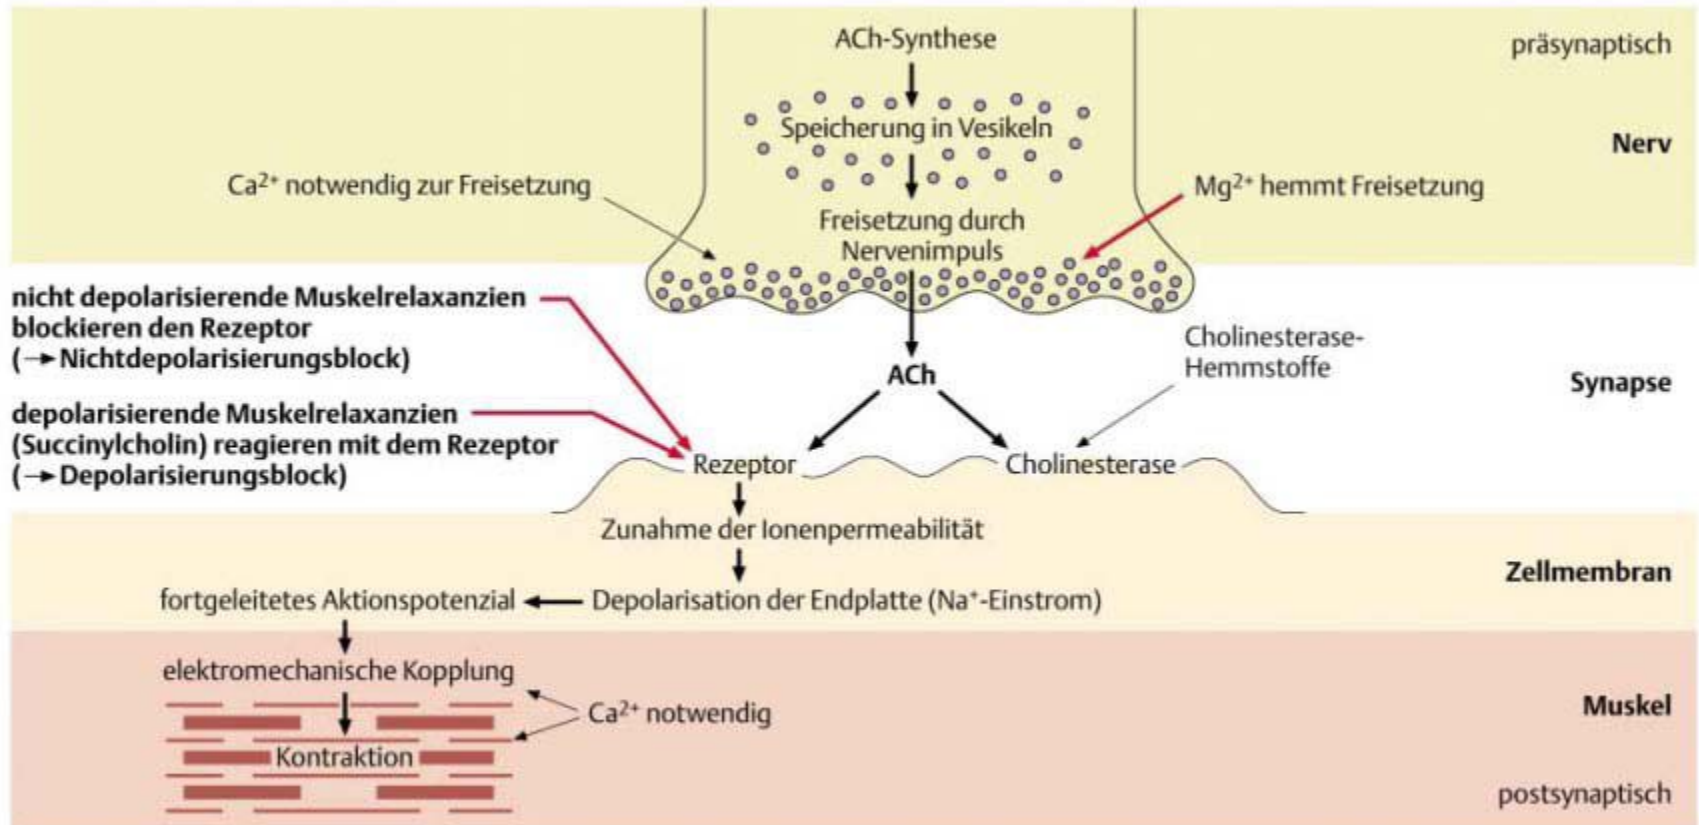 ACh-Synthese
präsynaptisch
Speicherung in Vesikeln
Nerv
Ca²⁺ notwendig zur Freisetzung
Mg²⁺ hemmt Freisetzung
Freisetzung durch
Nervenimpuls
nicht depolarisierende Muskelrelaxanzien
blockieren den Rezeptor
(→ Nichtdepolarisierungsblock)
Cholinesterase-
Hemmstoffe
ACh
Synapse
depolarisierende Muskelrelaxanzien
(Succinylcholin) reagieren mit dem Rezeptor
(→ Depolarisierungsblock)
Rezeptor
Cholinesterase
Zunahme der Ionenpermeabilität
Zellmembran
fortgeleitetes Aktionspotenzial
Depolarisation der Endplatte (Na⁺-Einstrom)
elektromechanische Kopplung
Ca²⁺ notwendig
Muskel
Kontraktion
postsynaptisch